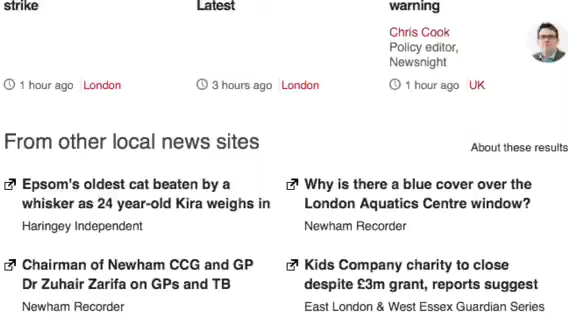 strike
Latest
warning
Chris Cook
Policy editor,
Newsnight
1 hour ago London
3 hours ago London
1 hour ago UK
From other local news sites
About these results
Epsom's oldest cat beaten by a
whisker as 24 year-old Kira weighs in
Haringey Independent
Why is there a blue cover over the
London Aquatics Centre window?
Newham Recorder
Chairman of Newham CCG and GP
Dr Zuhair Zarifa on GPs and TB
Newham Recorder
Kids Company charity to close
despite £3m grant, reports suggest
East London & West Essex Guardian Series